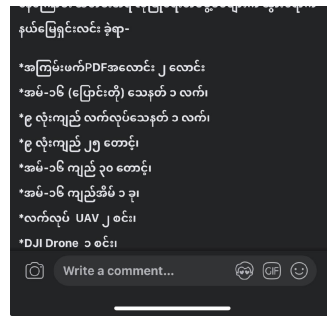 နယ်မြေရှင်းလင်း ခဲ့ရာ-
*အကြမ်းဖက်PDFအလောင်း ၂ လောင်း
*အမ်-၁၆ (ပြောင်းတို) သေနတ် ၁ လက်၊
*၉ လုံးကျည် လက်လုပ်သေနတ် ၁ လက်၊
*၉ လုံးကျည် ၂၅ တောင့်၊
*အမ်-၁၆ ကျည် ၃၀ တောင့်၊
*အမ်-၁၆ ကျည်အိမ် ၁ ခု၊
*လက်လုပ် UAV ၂ စင်း၊
*DJI Drone ၁ စင်း၊
Write a comment...
GIF